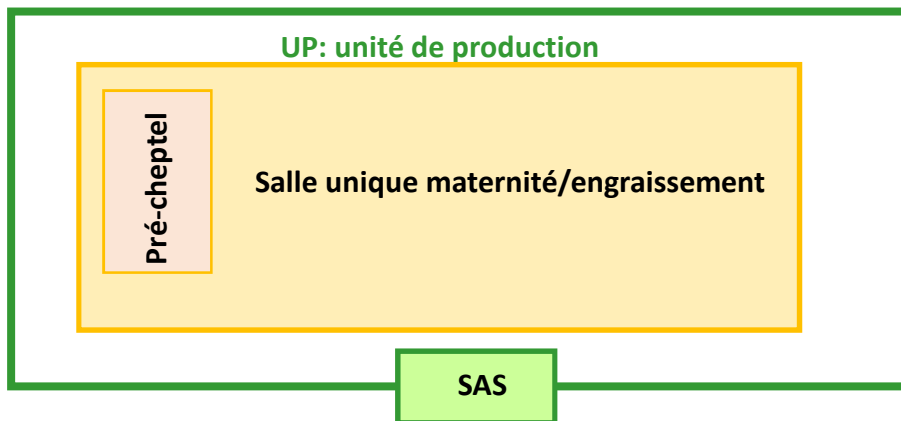 UP: unité de production
Pré-cheptel
Salle unique maternité/engraissement
SAS